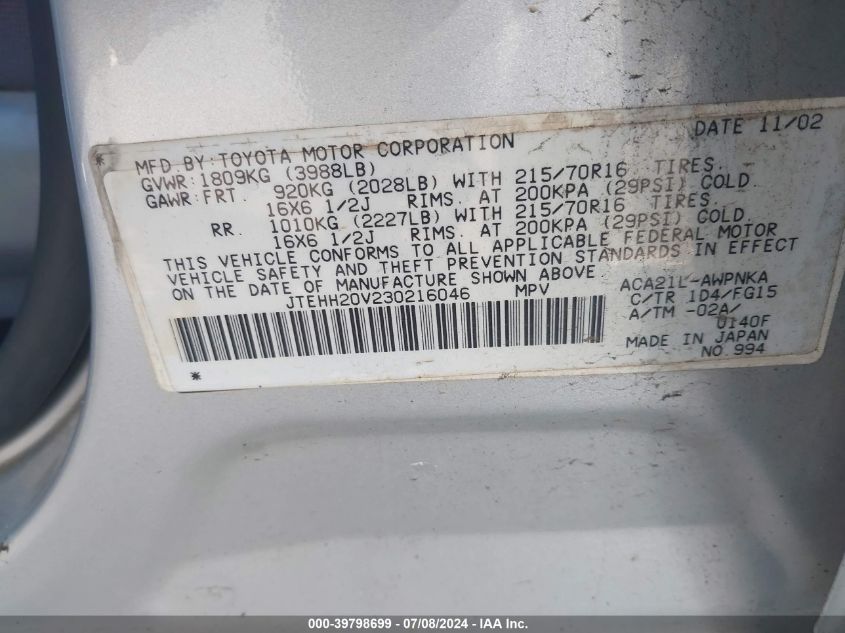 DATE 11/02
MFD BY: TOYOTA MOTOR CORPORATION
GVWR: 1809KG (3988LB)
GAWR: FRT. 920KG (2028LB) WITH 215/70R16 TIRES.
16X6 1/2J RIMS. AT 200KPA (29PSI) COLD.
RR. 1010KG (2227LB) WITH 215/70R16 TIRES.
16X6 1/2J RIMS. AT 200KPA (29PSI) COLD.
THIS VEHICLE CONFORMS TO ALL APPLICABLE FEDERAL MOTOR
VEHICLE SAFETY AND THEFT PREVENTION STANDARDS IN EFFECT
ON THE DATE OF MANUFACTURE SHOWN ABOVE
JTEHH20V230216046 MPV
ACA21L-AWPNKA
C/TR 1D4/FG15
A/TM -02A/
U140F
MADE IN JAPAN
NO.994
000-39798699 - 07/08/2024 - IAA Inc.